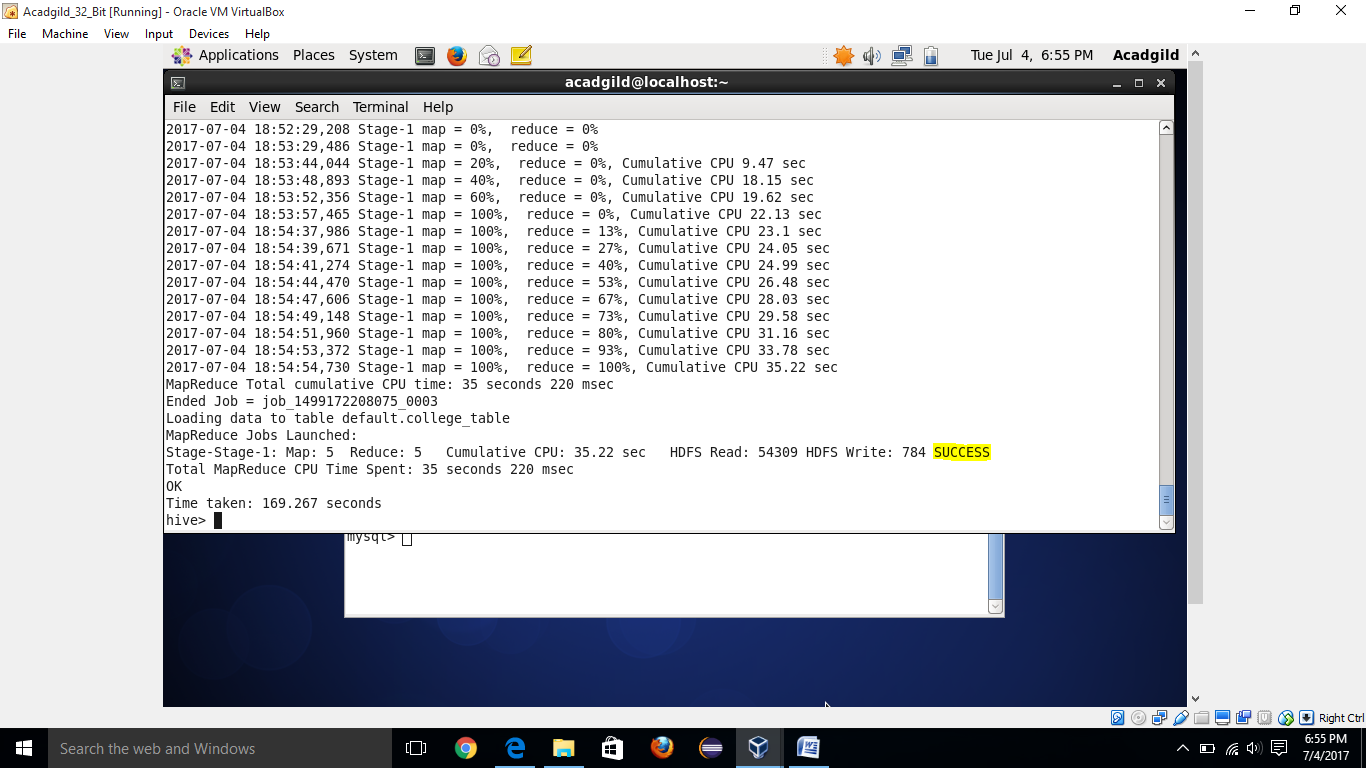 Acadgild_32_Bit [Running] - Oracle VM VirtualBox
File Machine View Input Devices Help
Applications Places System Tue Jul 4, 6:55 PM Acadgild
acadgild@localhost:~
File Edit View Search Terminal Help
2017-07-04 18:52:29,208 Stage-1 map = 0%,  reduce = 0%
2017-07-04 18:53:29,486 Stage-1 map = 0%,  reduce = 0%
2017-07-04 18:53:44,044 Stage-1 map = 20%,  reduce = 0%, Cumulative CPU 9.47 sec
2017-07-04 18:53:48,893 Stage-1 map = 40%,  reduce = 0%, Cumulative CPU 18.15 sec
2017-07-04 18:53:52,356 Stage-1 map = 60%,  reduce = 0%, Cumulative CPU 19.62 sec
2017-07-04 18:53:57,465 Stage-1 map = 100%,  reduce = 0%, Cumulative CPU 22.13 sec
2017-07-04 18:54:37,986 Stage-1 map = 100%,  reduce = 13%, Cumulative CPU 23.1 sec
2017-07-04 18:54:39,671 Stage-1 map = 100%,  reduce = 27%, Cumulative CPU 24.05 sec
2017-07-04 18:54:41,274 Stage-1 map = 100%,  reduce = 40%, Cumulative CPU 24.99 sec
2017-07-04 18:54:44,470 Stage-1 map = 100%,  reduce = 53%, Cumulative CPU 26.48 sec
2017-07-04 18:54:47,606 Stage-1 map = 100%,  reduce = 67%, Cumulative CPU 28.03 sec
2017-07-04 18:54:49,148 Stage-1 map = 100%,  reduce = 73%, Cumulative CPU 29.58 sec
2017-07-04 18:54:51,960 Stage-1 map = 100%,  reduce = 80%, Cumulative CPU 31.16 sec
2017-07-04 18:54:53,372 Stage-1 map = 100%,  reduce = 93%, Cumulative CPU 33.78 sec
2017-07-04 18:54:54,730 Stage-1 map = 100%,  reduce = 100%, Cumulative CPU 35.22 sec
MapReduce Total cumulative CPU time: 35 seconds 220 msec
Ended Job = job_1499172208075_0003
Loading data to table default.college_table
MapReduce Jobs Launched:
Stage-Stage-1: Map: 5  Reduce: 5   Cumulative CPU: 35.22 sec   HDFS Read: 54309 HDFS Write: 784 SUCCESS
Total MapReduce CPU Time Spent: 35 seconds 220 msec
OK
Time taken: 169.267 seconds
hive>
mysql>
Right Ctrl
Search the web and Windows
6:55 PM
7/4/2017